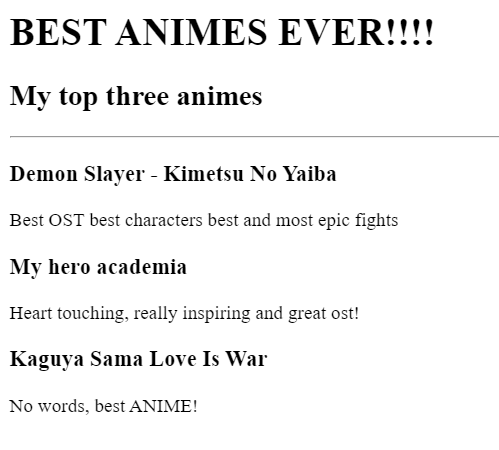 BEST ANIMES EVER!!!!
My top three animes
Demon Slayer - Kimetsu No Yaiba
Best OST best characters best and most epic fights
My hero academia
Heart touching, really inspiring and great ost!
Kaguya Sama Love Is War
No words, best ANIME!